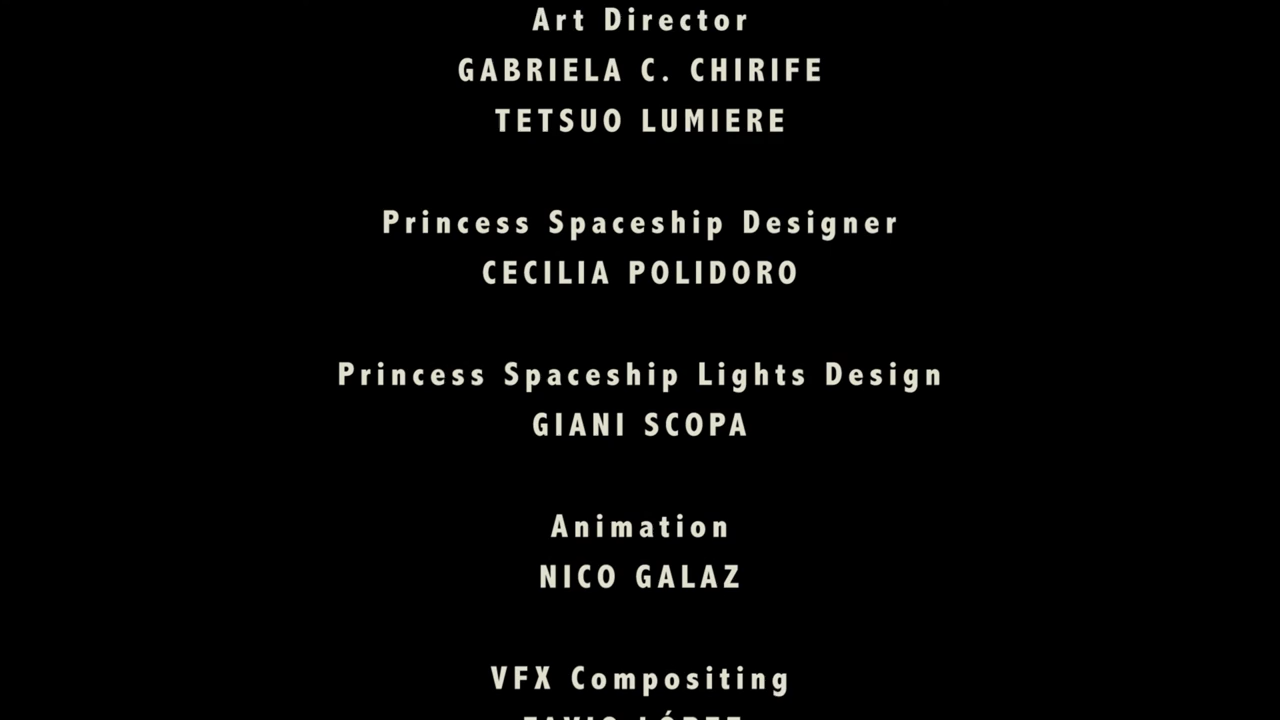 Art Director
GABRIELA C. CHIRIFE
TETSUO LUMIERE
Princess Spaceship Designer
CECILIA POLIDORO
Princess Spaceship Lights Design
GIANI SCOPA
Animation
NICO GALAZ
VFX Compositing